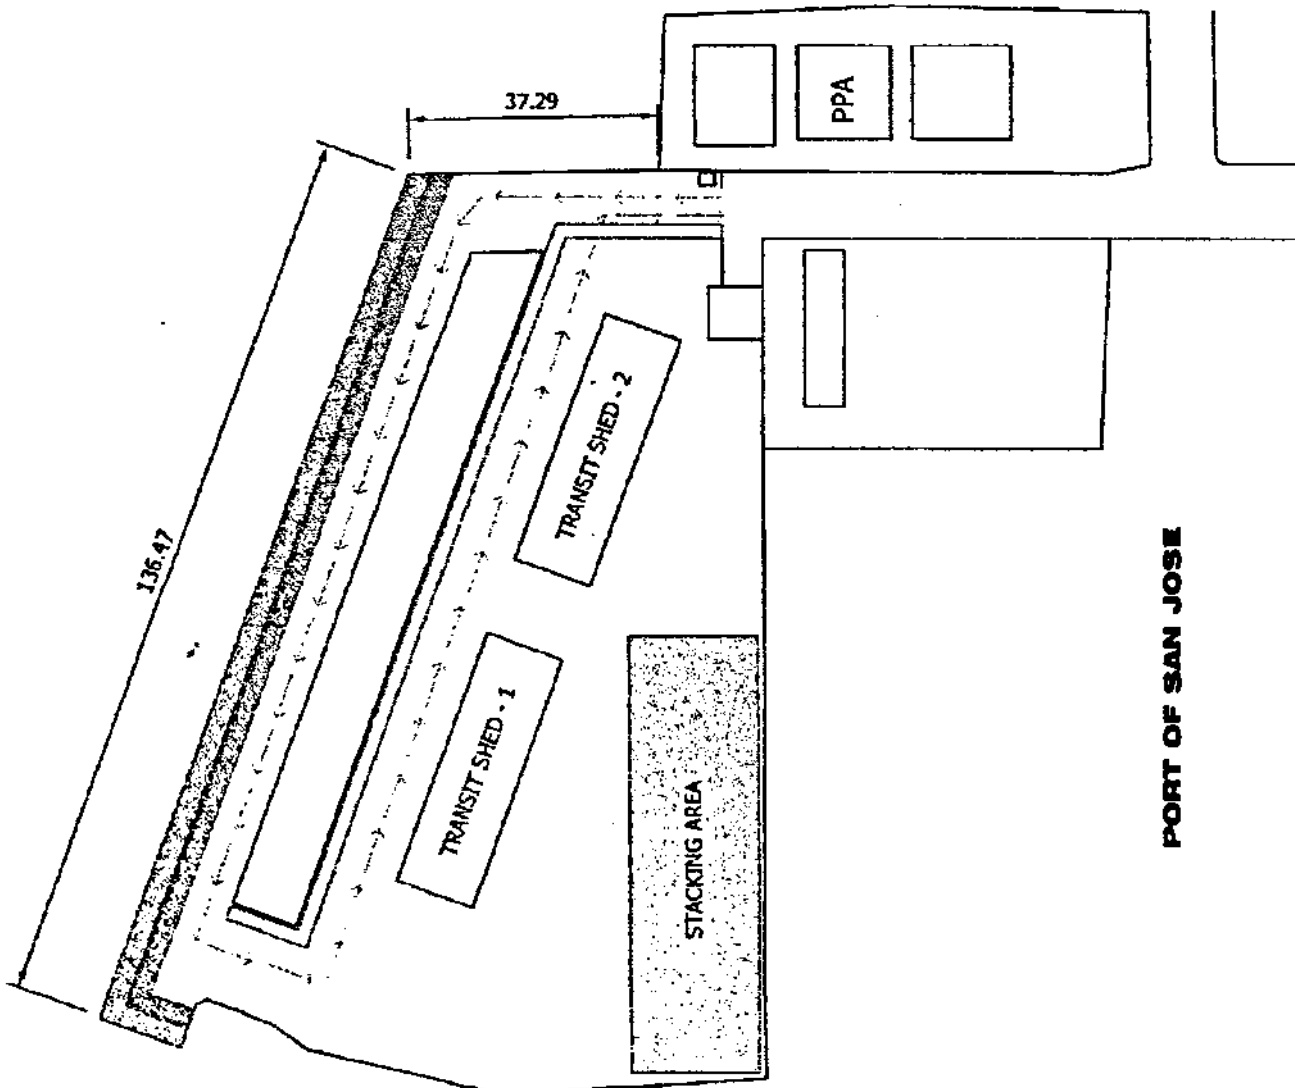 37.29
PPA
136.47
TRANSIT SHED - 2
TRANSIT SHED - 1
STACKING AREA
PORT OF SAN JOSE